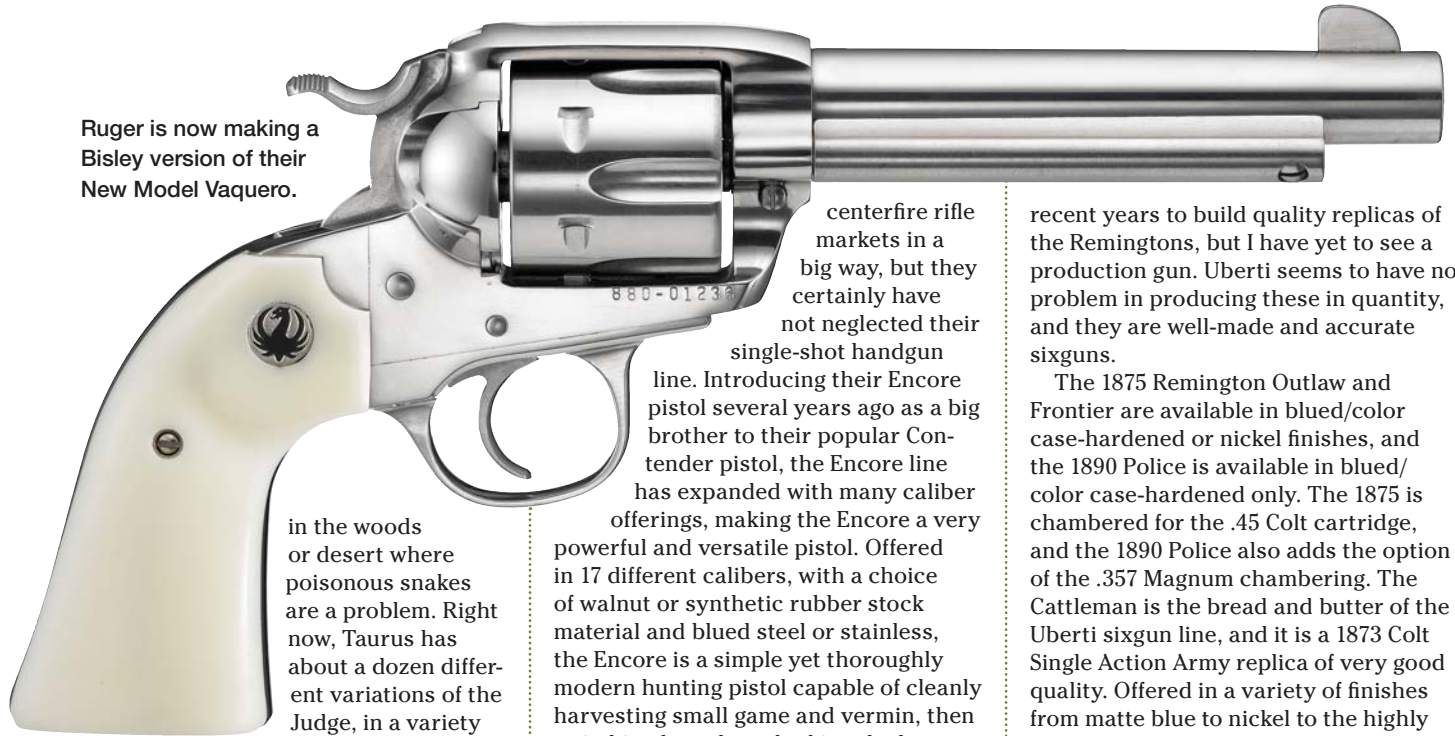 Ruger is now making a
Bisley version of their
New Model Vaquero.
880-0123
in the woods
or desert where
poisonous snakes
are a problem. Right
now, Taurus has
about a dozen differ-
ent variations of the
Judge, in a variety
centerfire rifle
markets in a
big way, but they
certainly have
not neglected their
single-shot handgun
line. Introducing their Encore
pistol several years ago as a big
brother to their popular Con-
tender pistol, the Encore line
has expanded with many caliber
offerings, making the Encore a very
powerful and versatile pistol. Offered
in 17 different calibers, with a choice
of walnut or synthetic rubber stock
material and blued steel or stainless,
the Encore is a simple yet thoroughly
modern hunting pistol capable of cleanly
harvesting small game and vermin, then
recent years to build quality replicas of
the Remingtons, but I have yet to see a
production gun. Uberti seems to have no
problem in producing these in quantity,
and they are well-made and accurate
sixguns.
The 1875 Remington Outlaw and
Frontier are available in blued/color
case-hardened or nickel finishes, and
the 1890 Police is available in blued/
color case-hardened only. The 1875 is
chambered for the .45 Colt cartridge,
and the 1890 Police also adds the option
of the .357 Magnum chambering. The
Cattleman is the bread and butter of the
Uberti sixgun line, and it is a 1873 Colt
Single Action Army replica of very good
quality. Offered in a variety of finishes
from matte blue to nickel to the highly